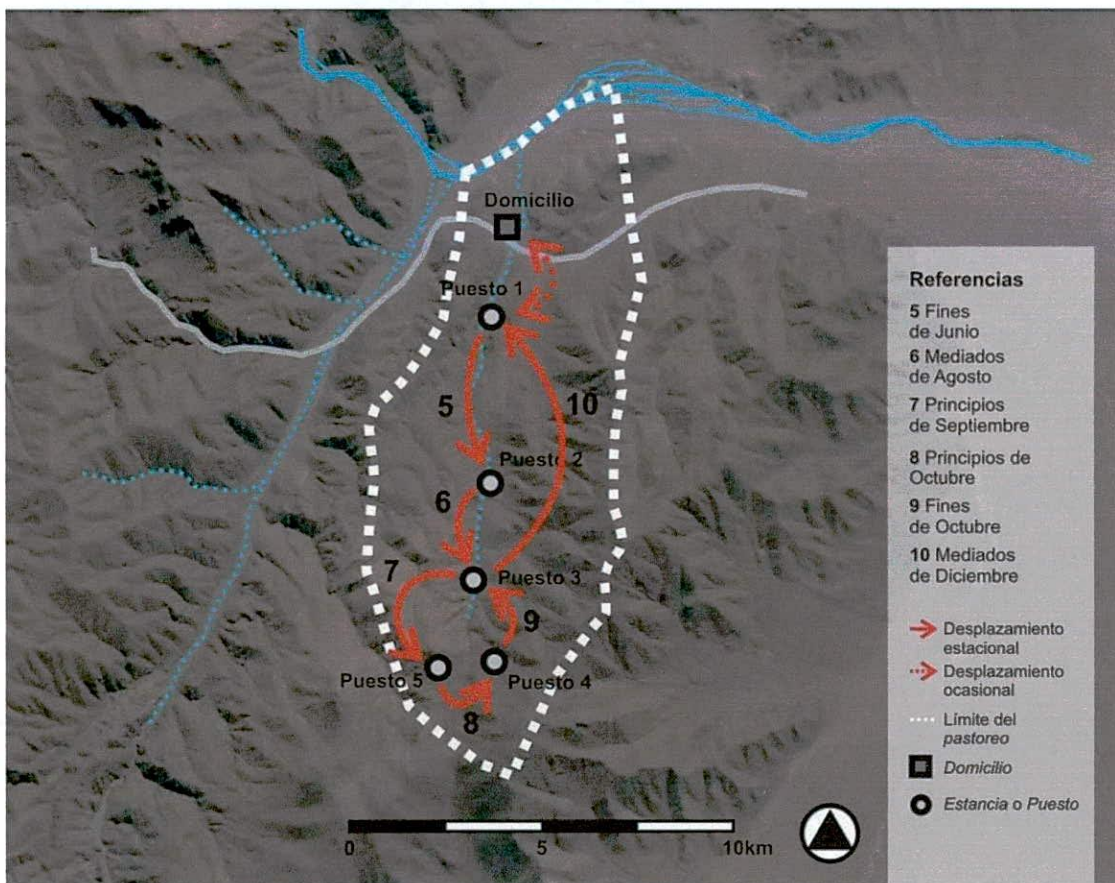 Domicilio
Puesto 1
5
10
Puesto 2
6
7
Puesto 3
9
Puesto 5
Puesto 4
8
0
5
10km
Referencias
5 Fines
de Junio
6 Mediados
de Agosto
7 Principios
de Septiembre
8 Principios de
Octubre
9 Fines
de Octubre
10 Mediados
de Diciembre
Desplazamiento
estacional
Desplazamiento
ocasional
Límite del
pastoreo
Domicilio
Estancia o Puesto